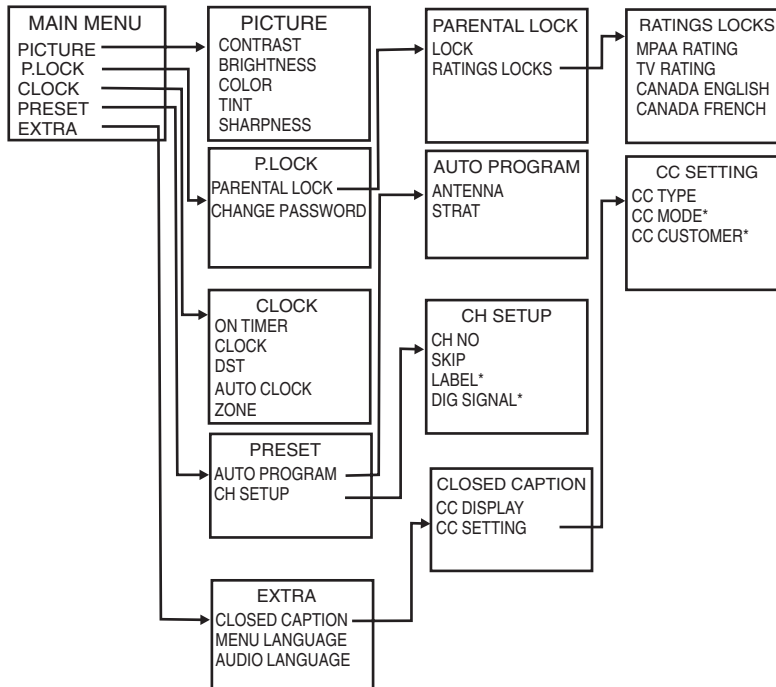 MAIN MENU
PICTURE
P.LOCK
CLOCK
PRESET
EXTRA
PICTURE
CONTRAST
BRIGHTNESS
COLOR
TINT
SHARPNESS
P.LOCK
PARENTAL LOCK
CHANGE PASSWORD
CLOCK
ON TIMER
CLOCK
DST
AUTO CLOCK
ZONE
PRESET
AUTO PROGRAM
CH SETUP
EXTRA
CLOSED CAPTION
MENU LANGUAGE
AUDIO LANGUAGE
PARENTAL LOCK
LOCK
RATINGS LOCKS
AUTO PROGRAM
ANTENNA
STRAT
CH SETUP
CH NO
SKIP
LABEL*
DIG SIGNAL*
CLOSED CAPTION
CC DISPLAY
CC SETTING
RATINGS LOCKS
MPAA RATING
TV RATING
CANADA ENGLISH
CANADA FRENCH
CC SETTING
CC TYPE
CC MODE*
CC CUSTOMER*